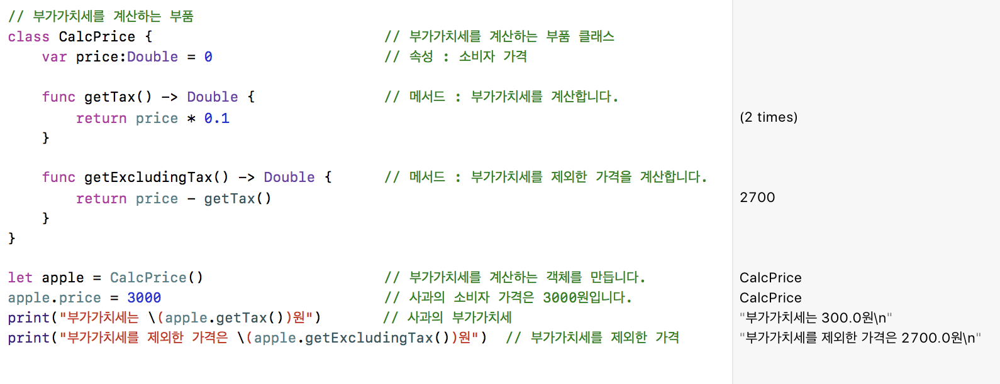 // 부가가치세를 계산하는 부품
class CalcPrice { // 부가가치세를 계산하는 부품 클래스
var price:Double = 0 // 속성 : 소비자 가격
func getTax() -> Double { // 메서드 : 부가가치세를 계산합니다.
return price * 0.1 (2 times)
}
func getExcludingTax() -> Double { // 메서드 : 부가가치세를 제외한 가격을 계산합니다.
return price - getTax() 2700
}
}
let apple = CalcPrice() // 부가가치세를 계산하는 객체를 만듭니다. CalcPrice
apple.price = 3000 // 사과의 소비자 가격은 3000원입니다. CalcPrice
print("부가가치세는 \(apple.getTax())원") // 사과의 부가가치세 "부가가치세는 300.0원\n"
print("부가가치세를 제외한 가격은 \(apple.getExcludingTax())원") // 부가가치세를 제외한 가격 "부가가치세를 제외한 가격은 2700.0원\n"